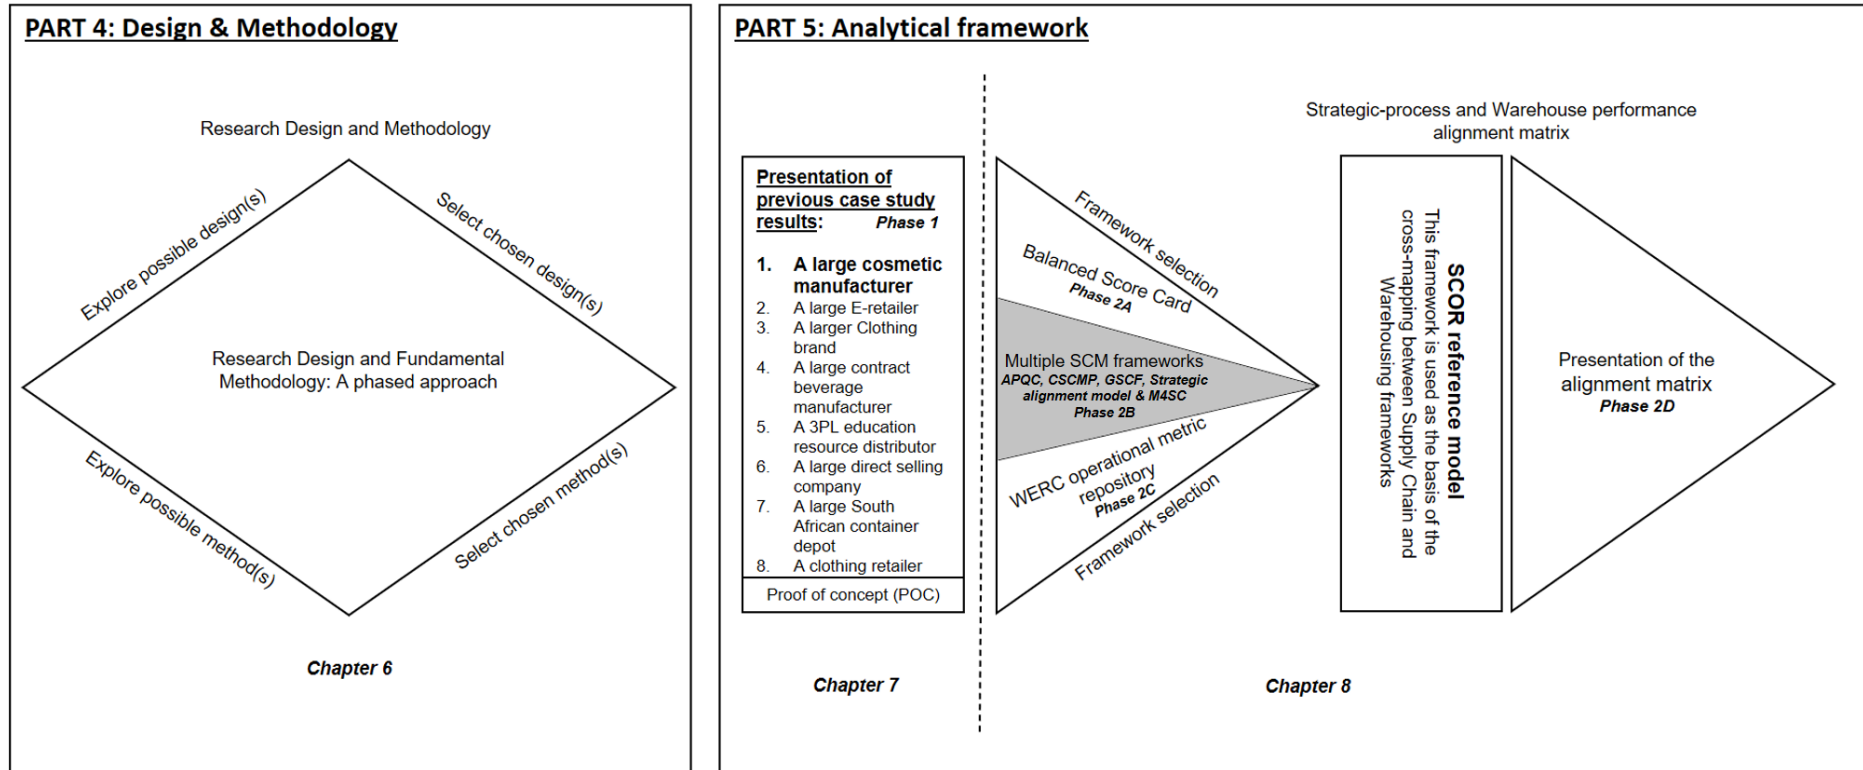 PART 4: Design & Methodology
Research Design and Methodology
Explore possible design(s)
Select chosen design(s)
Research Design and Fundamental
Methodology: A phased approach
Explore possible method(s)
Select chosen method(s)
Chapter 6
PART 5: Analytical framework
Presentation of
previous case study
results: Phase 1
1. A large cosmetic
manufacturer
2. A large E-retailer
3. A larger Clothing
brand
4. A large contract
beverage
manufacturer
5. A 3PL education
resource distributor
6. A large direct selling
company
7. A large South
African container
depot
8. A clothing retailer
Proof of concept (POC)
Chapter 7
Framework selection
Balanced Score Card
Phase 2A
Multiple SCM frameworks
APQC, CSCMP, GSCF, Strategic
alignment model & M4SC
Phase 2B
WERC operational metric
repository
Phase 2C
Framework selection
Strategic-process and Warehouse performance
alignment matrix
SCOR reference model
This framework is used as the basis of the
cross-mapping between Supply Chain and
Warehousing frameworks
Presentation of the
alignment matrix
Phase 2D
Chapter 8